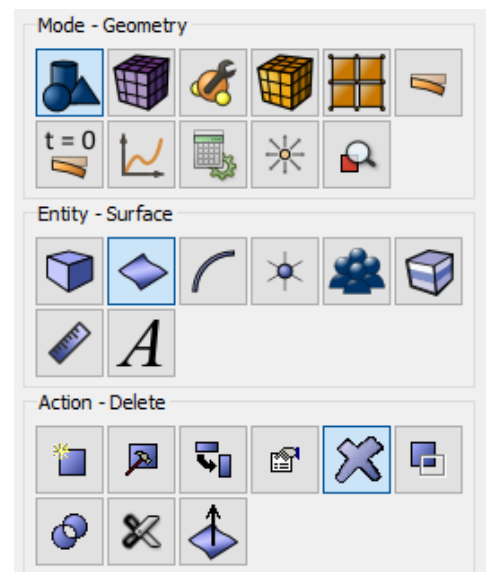 Mode - Geometry
t = 0
Entity - Surface
A
Action - Delete